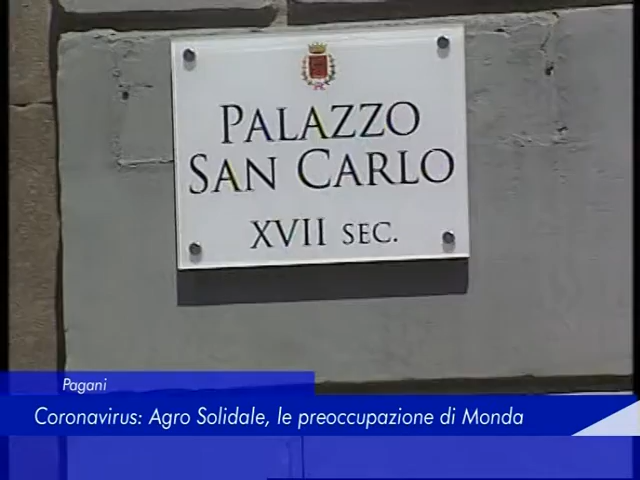 PALAZZO
SAN CARLO
XVII SEC.
Pagani
Coronavirus: Agro Solidale, le preoccupazione di Monda